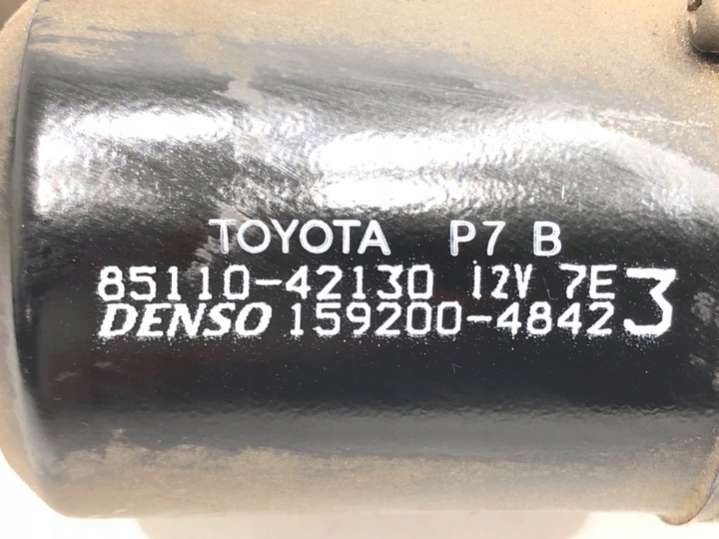 TOYOTA P7 B
85110-42130 12V 7E 3
DENSO 159200-4842